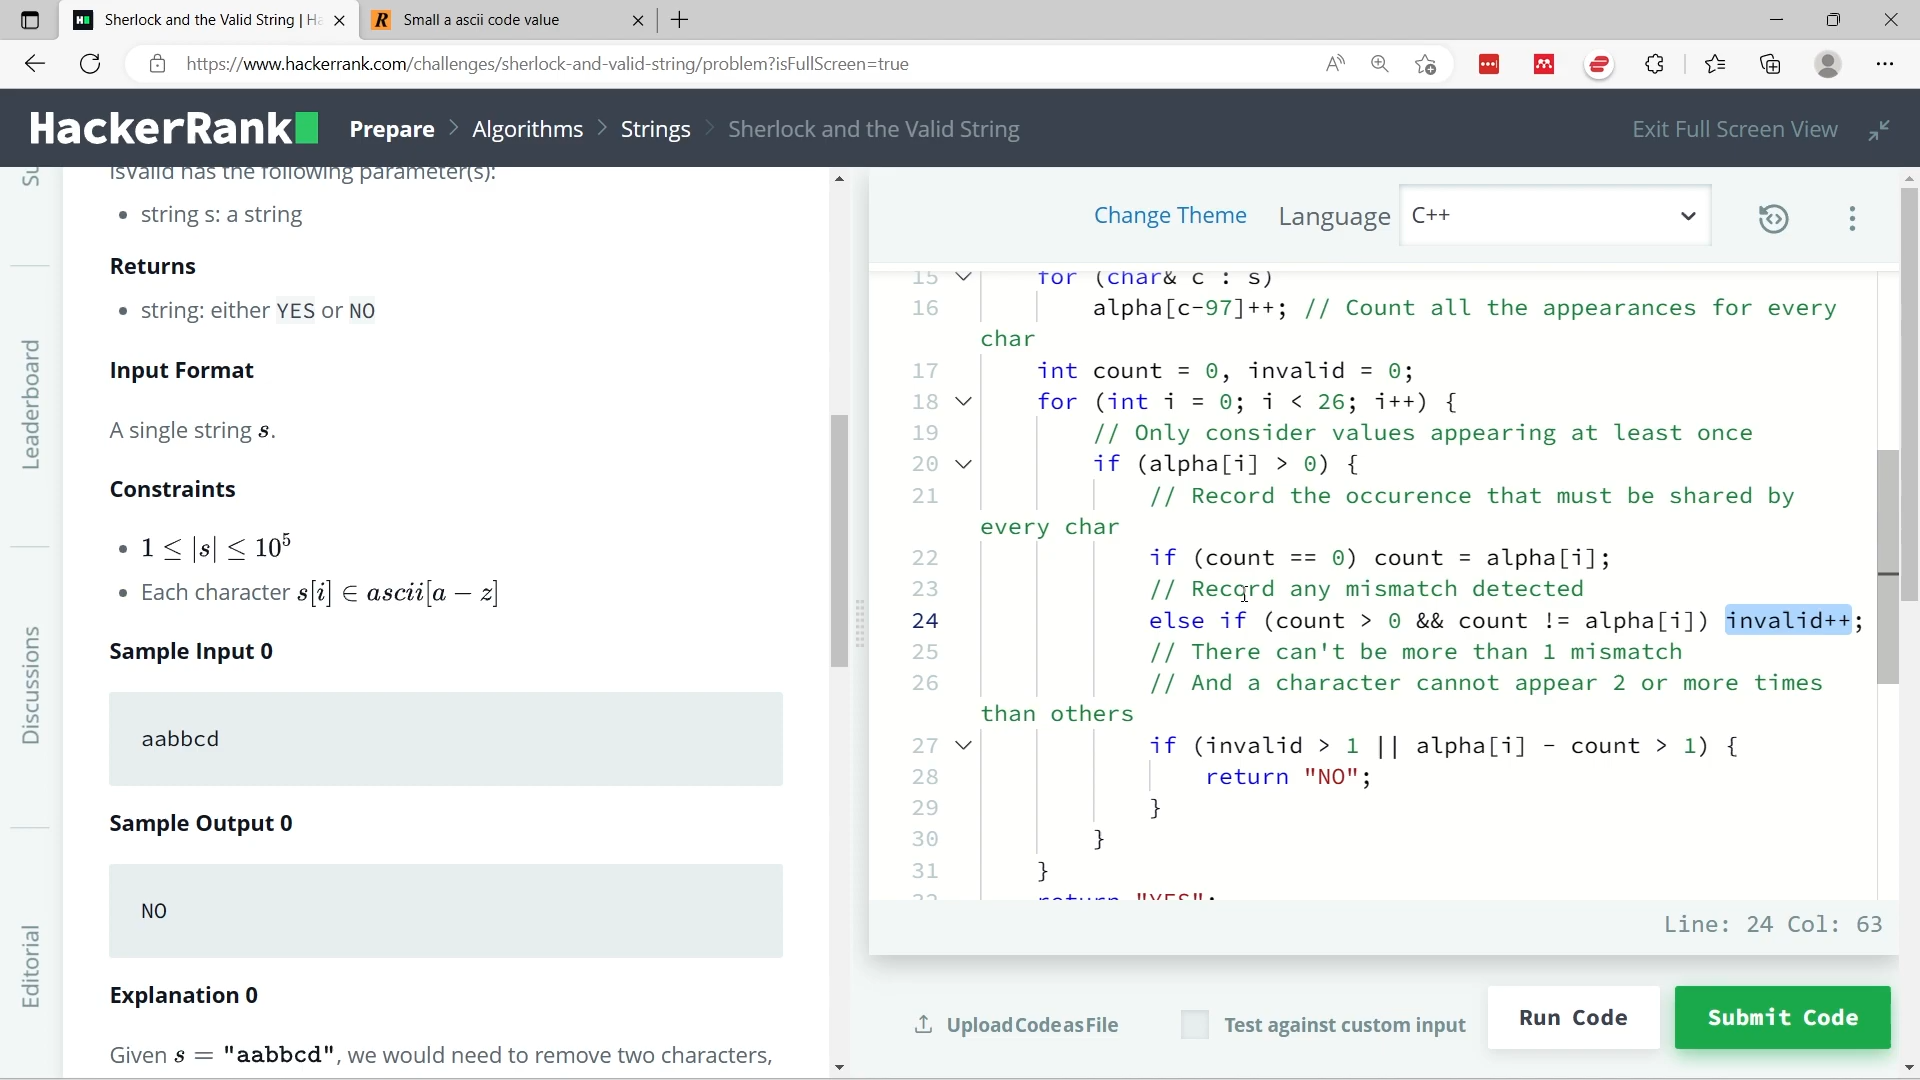 Sherlock and the Valid String | Ha
Small a ascii code value
https://www.hackerrank.com/challenges/sherlock-and-valid-string/problem?isFullScreen=true
HackerRank
Prepare > Algorithms > Strings > Sherlock and the Valid String
Exit Full Screen View
Su
Leaderboard
Discussions
Editorial
isValid has the following parameter(s):
• string s: a string
Returns
• string: either YES or NO
Input Format
A single string s.
Constraints
• 1 ≤ |s| ≤ 10^5
• Each character s[i] ∈ ascii[a − z]
Sample Input 0
aabbcd
Sample Output 0
NO
Explanation 0
Given s = "aabbcd", we would need to remove two characters,
Change Theme Language C++
15 for (char& c : s)
16 alpha[c-97]++; // Count all the appearances for every
char
17 int count = 0, invalid = 0;
18 for (int i = 0; i < 26; i++) {
19 // Only consider values appearing at least once
20 if (alpha[i] > 0) {
21 // Record the occurence that must be shared by
every char
22 if (count == 0) count = alpha[i];
23 // Record any mismatch detected
24 else if (count > 0 && count != alpha[i]) invalid++;
25 // There can't be more than 1 mismatch
26 // And a character cannot appear 2 or more times
than others
27 if (invalid > 1 || alpha[i] - count > 1) {
28 return "NO";
29 }
30 }
31 }
32 return "YES";
Line: 24 Col: 63
Upload Code as File
Test against custom input
Run Code
Submit Code